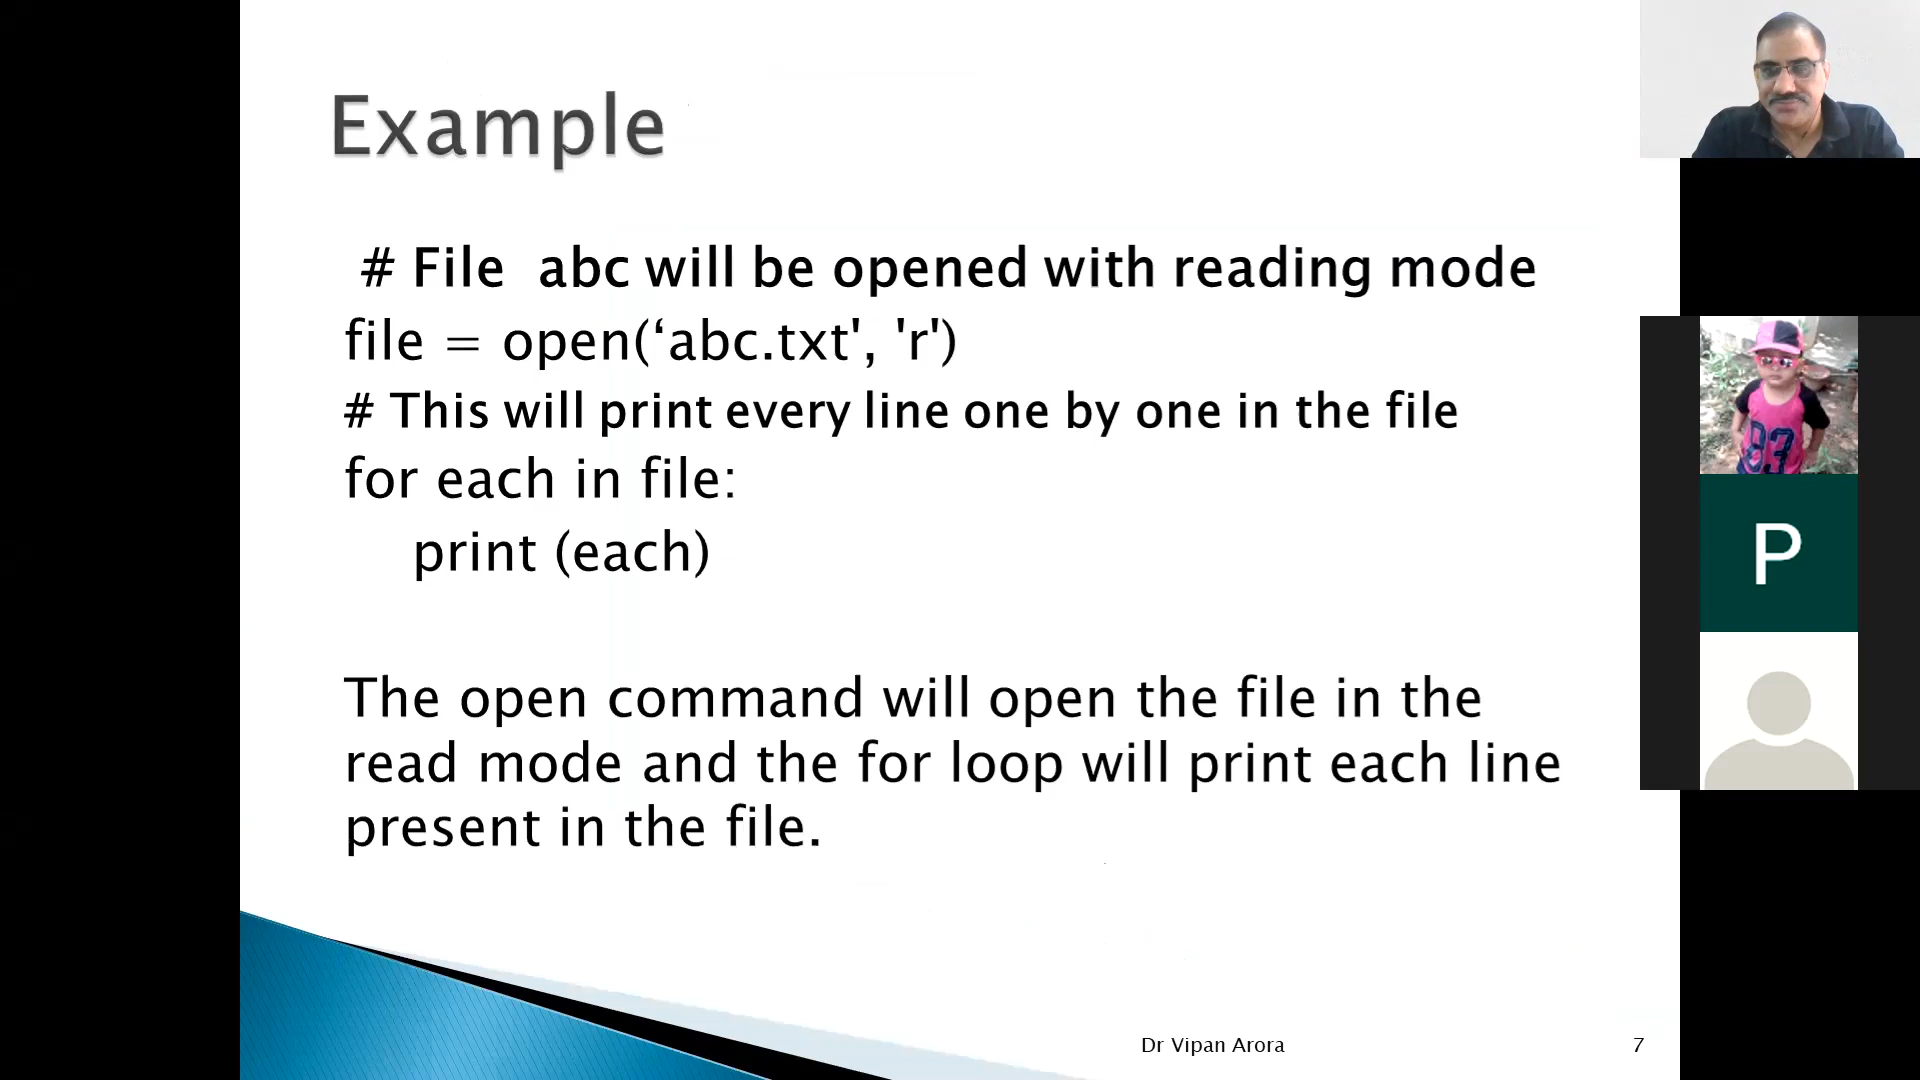 Example
# File  abc will be opened with reading mode
file = open(‘abc.txt', 'r')
# This will print every line one by one in the file
for each in file:
print (each)
The open command will open the file in the
read mode and the for loop will print each line
present in the file.
Dr Vipan Arora
7
83
P